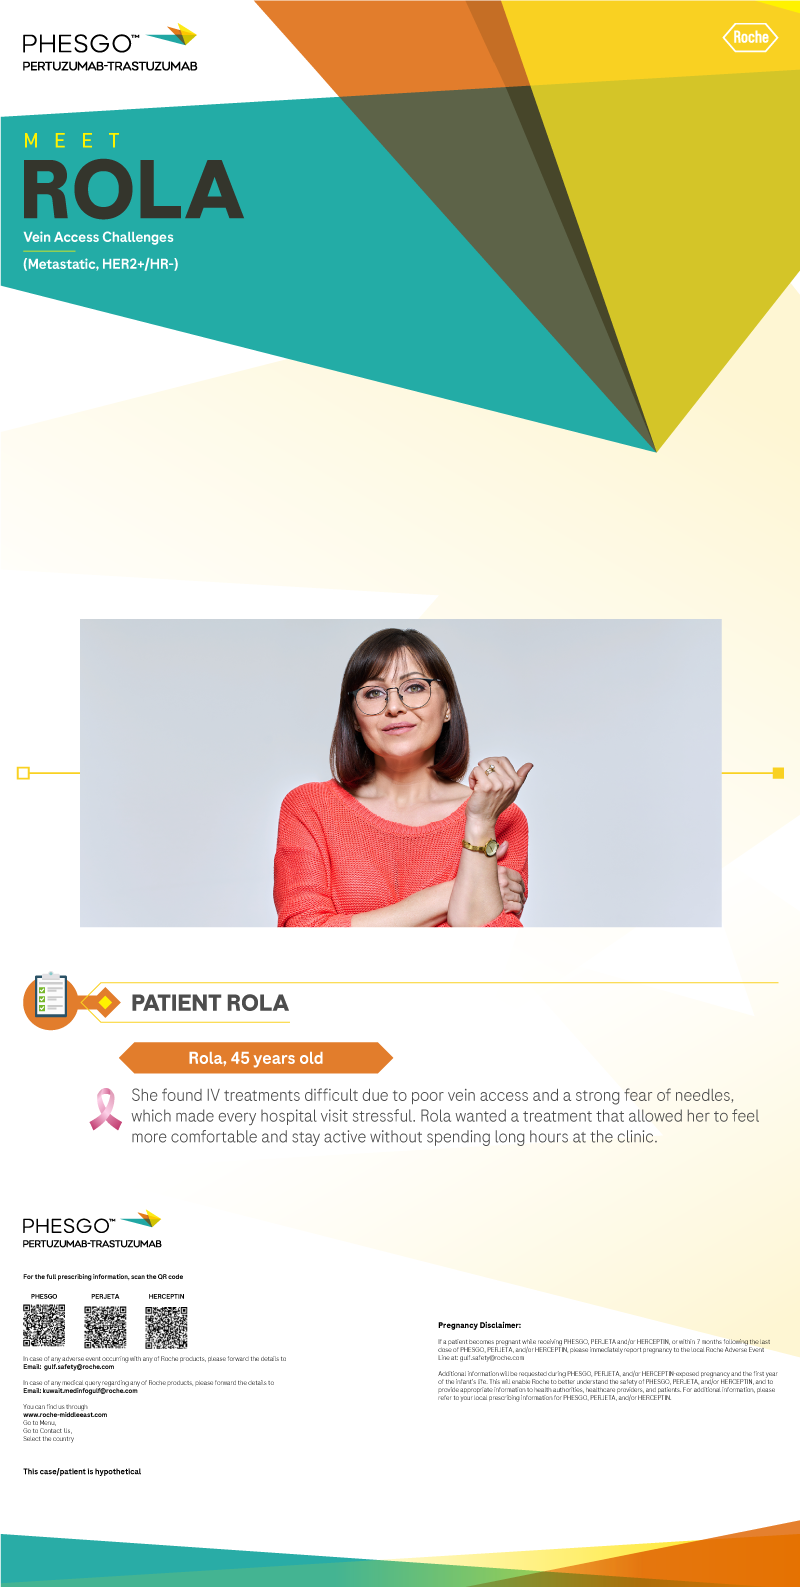 PHESGO™
PERTUZUMAB-TRASTUZUMAB
Roche
MEET
ROLA
Vein Access Challenges
(Metastatic, HER2+/HR-)
PATIENT ROLA
Rola, 45 years old
She found IV treatments difficult due to poor vein access and a strong fear of needles,
which made every hospital visit stressful. Rola wanted a treatment that allowed her to feel
more comfortable and stay active without spending long hours at the clinic.
PHESGO™
PERTUZUMAB-TRASTUZUMAB
For the full prescribing information, scan the QR code
PHESGO PERJETA HERCEPTIN
In case of any adverse event occurring with any of Roche products, please forward the details to
Email: gulf.safety@roche.com
In case of any medical query regarding any of Roche products, please forward the details to
Email: kuwait.medinfogulf@roche.com
You can find us through
www.roche-middleeast.com
Go to Menu,
Go to Contact Us,
Select the country
This case/patient is hypothetical
Pregnancy Disclaimer:
If a patient becomes pregnant while receiving PHESGO, PERJETA and/or HERCEPTIN, or within 7 months following the last
dose of PHESGO, PERJETA, and/or HERCEPTIN, please immediately report pregnancy to the local Roche Adverse Event
Line at: gulf.safety@roche.com
Additional information will be requested during PHESGO, PERJETA, and/or HERCEPTIN-exposed pregnancy and the first year
of the infant's life. This will enable Roche to better understand the safety of PHESGO, PERJETA, and/or HERCEPTIN, and to
provide appropriate information to health authorities, healthcare providers, and patients. For additional information, please
refer to your local prescribing information for PHESGO, PERJETA, and/or HERCEPTIN.